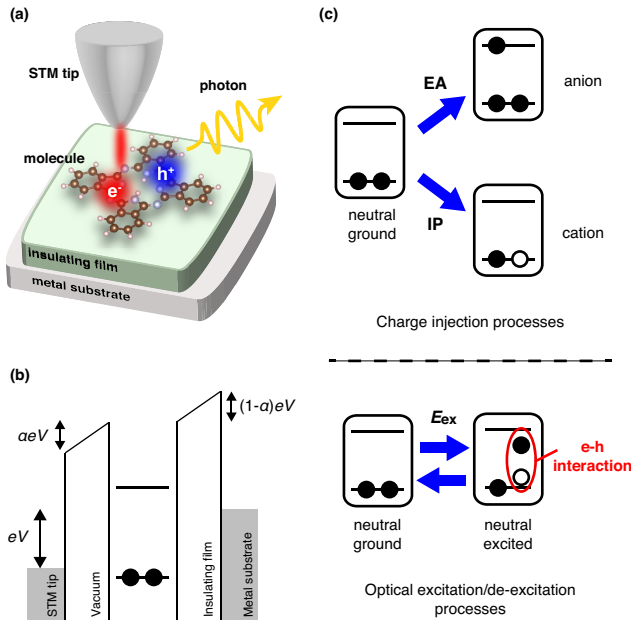 (a)
STM tip
photon
molecule
h+
e-
insulating film
metal substrate
(b)
αeV
(1-α)eV
eV
STM tip
Vacuum
Insulating film
Metal substrate
(c)
EA
anion
neutral
ground
IP
cation
Charge injection processes
Eex
e-h
interaction
neutral
ground
neutral
excited
Optical excitation/de-excitation
processes